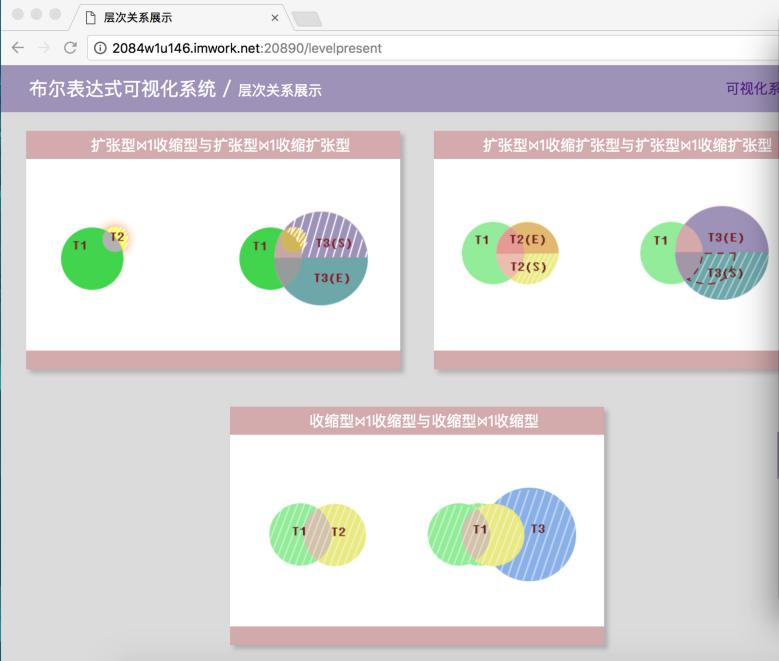 层次关系展示
2084w1u146.imwork.net:20890/levelpresent
布尔表达式可视化系统 / 层次关系展示
可视化系
扩张型⋈1收缩型与扩张型⋈1收缩扩张型
扩张型⋈1收缩扩张型与扩张型⋈1收缩扩张型
T1
T2
T1
T3(S)
T3(E)
T1
T2(E)
T2(S)
T1
T3(E)
T3(S)
收缩型⋈1收缩型与收缩型⋈1收缩型
T1
T2
T1
T3